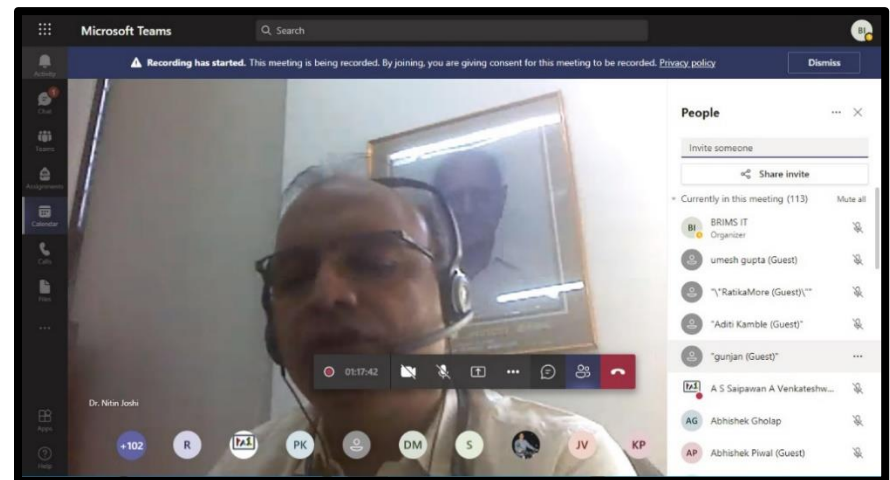 Microsoft Teams
Search
BI
Recording has started. This meeting is being recorded. By joining, you are giving consent for this meeting to be recorded. Privacy policy
Dismiss
Activity
1
Chat
Teams
Assignments
Calendar
Calls
Files
...
Apps
Help
01:17:42
...
Dr. Nitin Joshi
+102
R
PK
DM
S
JV
KP
People
...
Invite someone
Share invite
Currently in this meeting (113)
Mute all
BI
BRIMS IT
Organizer
umesh gupta (Guest)
"\"RatikaMore (Guest)\""
"Aditi Kamble (Guest)"
"gunjan (Guest)"
...
A S Saipawan A Venkateshw...
AG
Abhishek Gholap
AP
Abhishek Piwal (Guest)